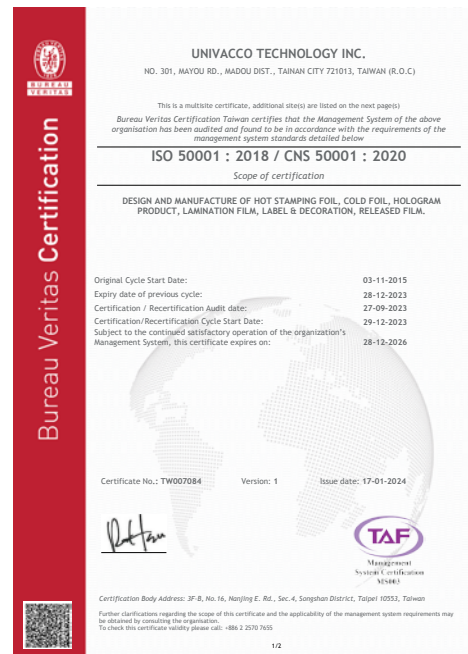 BUREAU
VERITAS
Bureau Veritas Certification
UNIVACCO TECHNOLOGY INC.
NO. 301, MAYOU RD., MADOU DIST., TAINAN CITY 721013, TAIWAN (R.O.C)
This is a multisite certificate, additional site(s) are listed on the next page(s)
Bureau Veritas Certification Taiwan certifies that the Management System of the above
organisation has been audited and found to be in accordance with the requirements of the
management system standards detailed below
ISO 50001 : 2018 / CNS 50001 : 2020
Scope of certification
DESIGN AND MANUFACTURE OF HOT STAMPING FOIL, COLD FOIL, HOLOGRAM
PRODUCT, LAMINATION FILM, LABEL & DECORATION, RELEASED FILM.
Original Cycle Start Date: 03-11-2015
Expiry date of previous cycle: 28-12-2023
Certification / Recertification Audit date: 27-09-2023
Certification/Recertification Cycle Start Date: 29-12-2023
Subject to the continued satisfactory operation of the organization's
Management System, this certificate expires on: 28-12-2026
Certificate No.: TW007084 Version: 1 Issue date: 17-01-2024
TAF
Management
System Certification
MS003
Certification Body Address: 3F-B, No.16, Nanjing E. Rd., Sec.4, Songshan District, Taipei 10553, Taiwan
Further clarifications regarding the scope of this certificate and the applicability of the management system requirements may
be obtained by consulting the organisation.
To check this certificate validity please call: +886 2 2570 7655
1/2